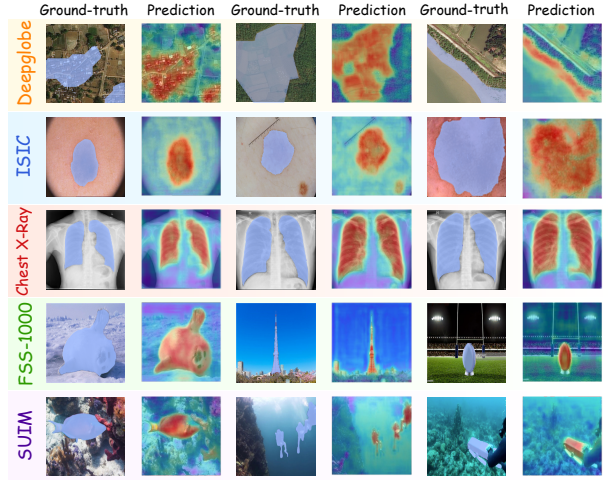 Ground-truth Prediction Ground-truth Prediction Ground-truth Prediction
Deepglobe
ISIC
Chest X-Ray
FSS-1000
SUIM